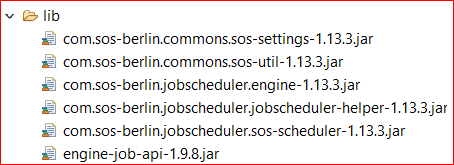 lib
com.sos-berlin.commons.sos-settings-1.13.3.jar
com.sos-berlin.commons.sos-util-1.13.3.jar
com.sos-berlin.jobscheduler.engine-1.13.3.jar
com.sos-berlin.jobscheduler.jobscheduler-helper-1.13.3.jar
com.sos-berlin.jobscheduler.sos-scheduler-1.13.3.jar
engine-job-api-1.9.8.jar